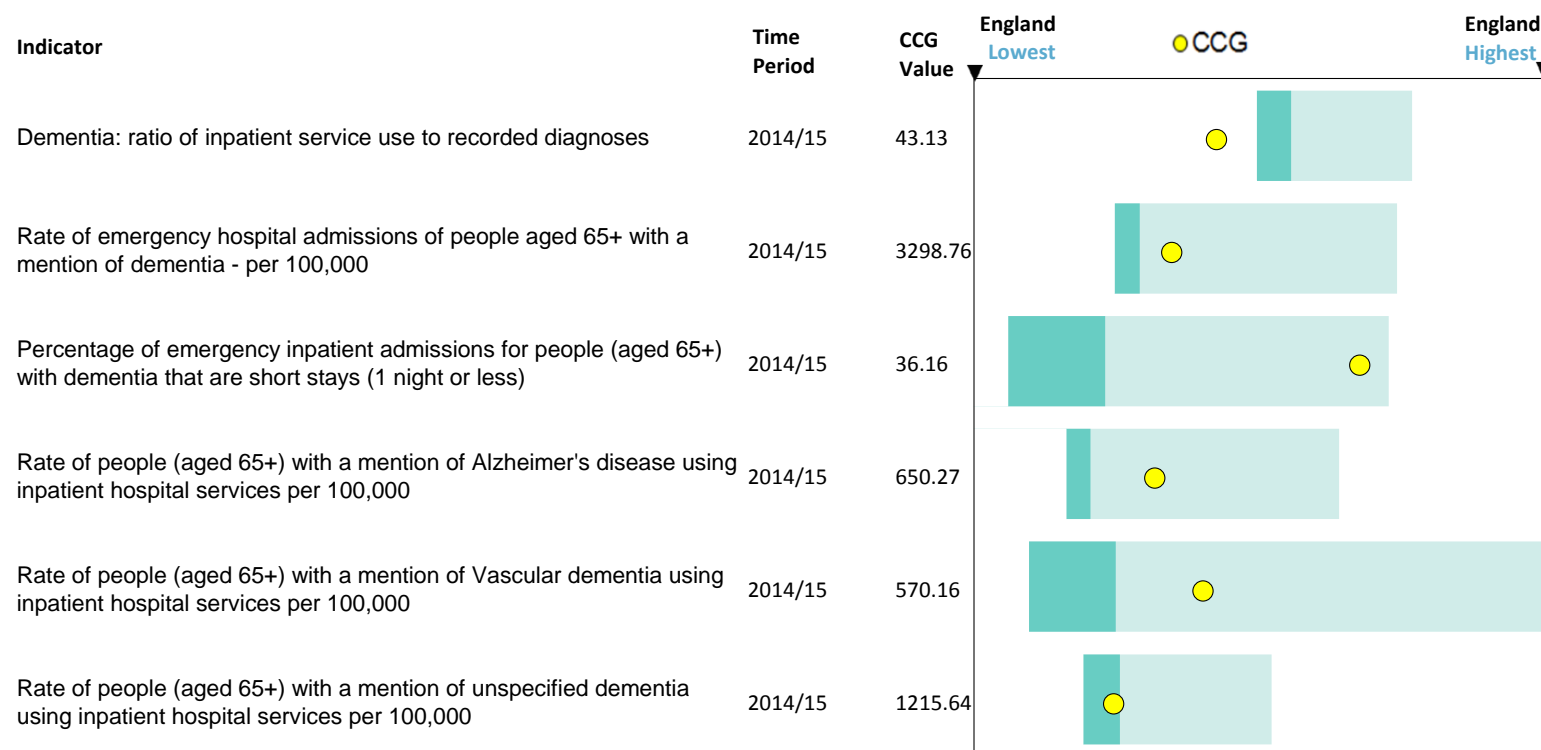 Indicator
Time
Period
CCG
Value
England
Lowest
CCG
England
Highest
Dementia: ratio of inpatient service use to recorded diagnoses
2014/15
43.13
Rate of emergency hospital admissions of people aged 65+ with a
mention of dementia - per 100,000
2014/15
3298.76
Percentage of emergency inpatient admissions for people (aged 65+)
with dementia that are short stays (1 night or less)
2014/15
36.16
Rate of people (aged 65+) with a mention of Alzheimer's disease using
inpatient hospital services per 100,000
2014/15
650.27
Rate of people (aged 65+) with a mention of Vascular dementia using
inpatient hospital services per 100,000
2014/15
570.16
Rate of people (aged 65+) with a mention of unspecified dementia
using inpatient hospital services per 100,000
2014/15
1215.64